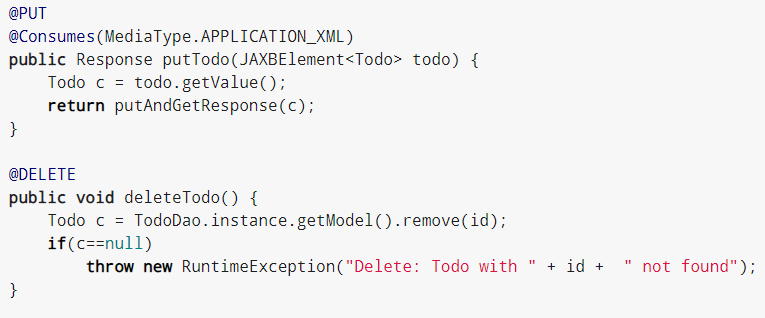 @PUT
@Consumes(MediaType.APPLICATION_XML)
public Response putTodo(JAXBElement<Todo> todo) {
    Todo c = todo.getValue();
    return putAndGetResponse(c);
}

@DELETE
public void deleteTodo() {
    Todo c = TodoDao.instance.getModel().remove(id);
    if(c==null)
        throw new RuntimeException("Delete: Todo with " + id +  " not found");
}